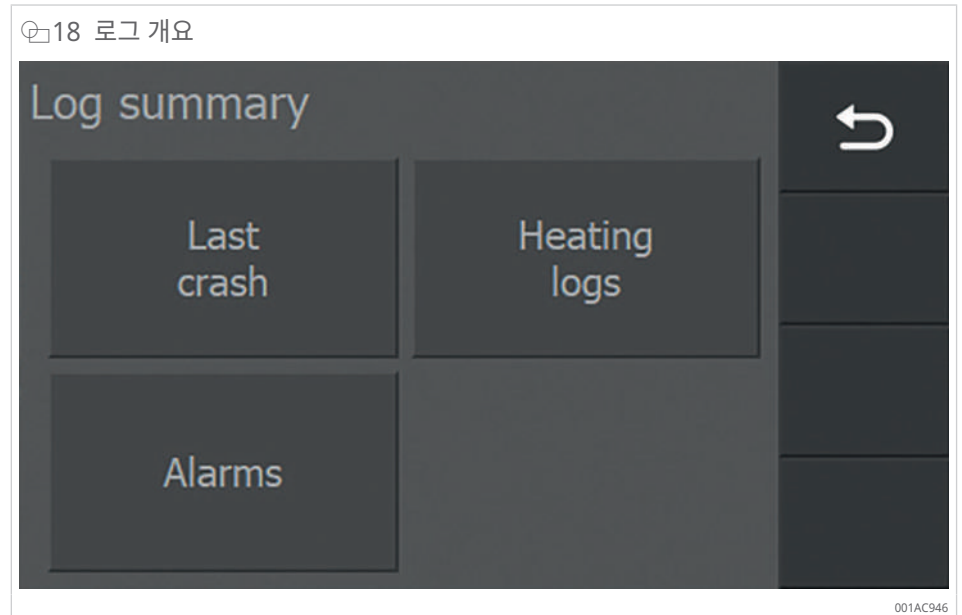 18 로그 개요
Log summary
Last
crash
Heating
logs
Alarms
001AC946